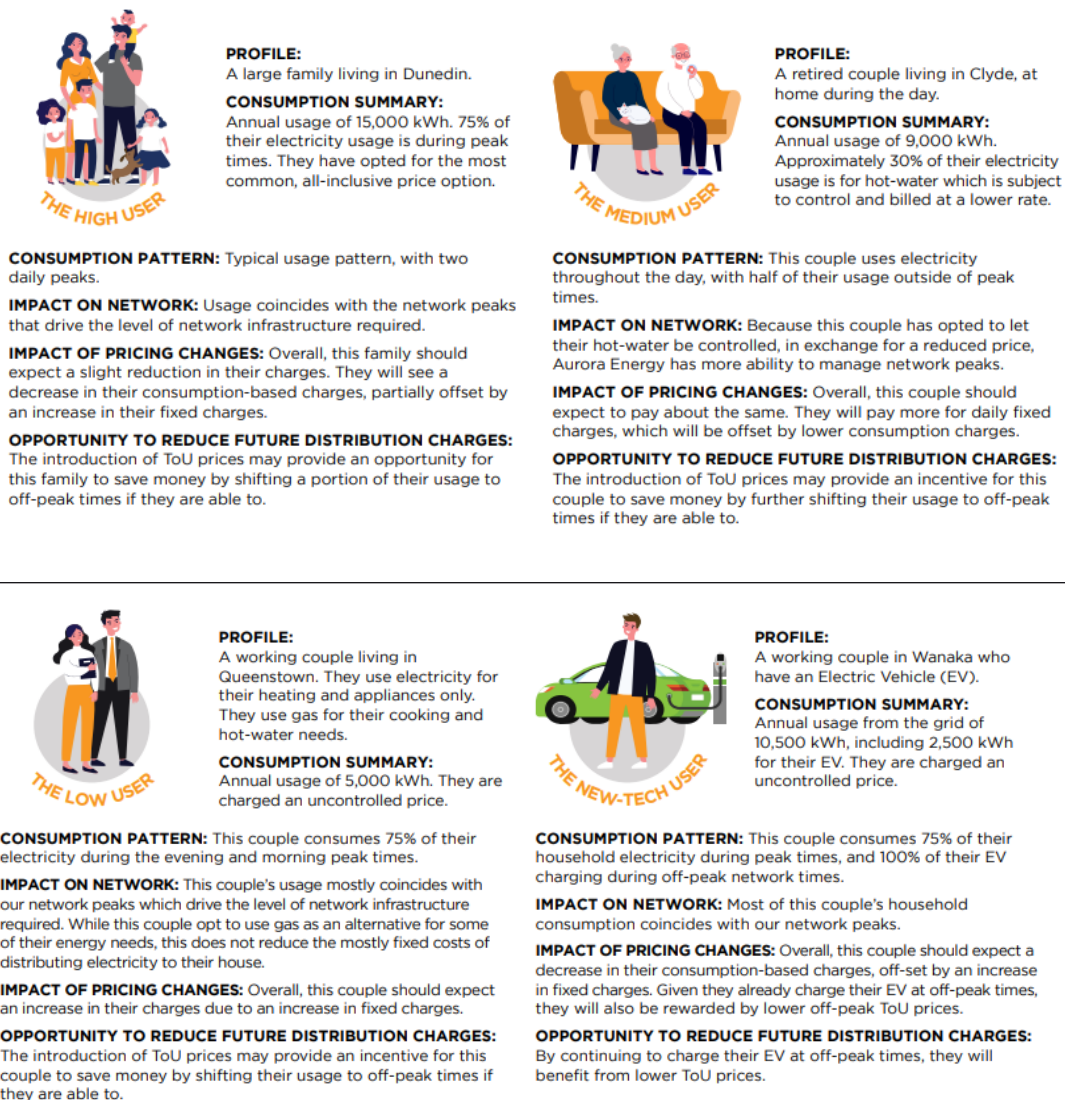 PROFILE:
A large family living in Dunedin.
CONSUMPTION SUMMARY:
Annual usage of 15,000 kWh. 75% of
their electricity usage is during peak
times. They have opted for the most
common, all-inclusive price option.
THE HIGH USER
CONSUMPTION PATTERN: Typical usage pattern, with two
daily peaks.
IMPACT ON NETWORK: Usage coincides with the network peaks
that drive the level of network infrastructure required.
IMPACT OF PRICING CHANGES: Overall, this family should
expect a slight reduction in their charges. They will see a
decrease in their consumption-based charges, partially offset by
an increase in their fixed charges.
OPPORTUNITY TO REDUCE FUTURE DISTRIBUTION CHARGES:
The introduction of ToU prices may provide an opportunity for
this family to save money by shifting a portion of their usage to
off-peak times if they are able to.
PROFILE:
A retired couple living in Clyde, at
home during the day.
CONSUMPTION SUMMARY:
Annual usage of 9,000 kWh.
Approximately 30% of their electricity
usage is for hot-water which is subject
to control and billed at a lower rate.
THE MEDIUM USER
CONSUMPTION PATTERN: This couple uses electricity
throughout the day, with half of their usage outside of peak
times.
IMPACT ON NETWORK: Because this couple has opted to let
their hot-water be controlled, in exchange for a reduced price,
Aurora Energy has more ability to manage network peaks.
IMPACT OF PRICING CHANGES: Overall, this couple should
expect to pay about the same. They will pay more for daily fixed
charges, which will be offset by lower consumption charges.
OPPORTUNITY TO REDUCE FUTURE DISTRIBUTION CHARGES:
The introduction of ToU prices may provide an incentive for this
couple to save money by further shifting their usage to off-peak
times if they are able to.
PROFILE:
A working couple living in
Queenstown. They use electricity for
their heating and appliances only.
They use gas for their cooking and
hot-water needs.
CONSUMPTION SUMMARY:
Annual usage of 5,000 kWh. They are
charged an uncontrolled price.
THE LOW USER
CONSUMPTION PATTERN: This couple consumes 75% of their
electricity during the evening and morning peak times.
IMPACT ON NETWORK: This couple's usage mostly coincides with
our network peaks which drive the level of network infrastructure
required. While this couple opt to use gas as an alternative for some
of their energy needs, this does not reduce the mostly fixed costs of
distributing electricity to their house.
IMPACT OF PRICING CHANGES: Overall, this couple should expect
an increase in their charges due to an increase in fixed charges.
OPPORTUNITY TO REDUCE FUTURE DISTRIBUTION CHARGES:
The introduction of ToU prices may provide an incentive for this
couple to save money by shifting their usage to off-peak times if
they are able to.
PROFILE:
A working couple in Wanaka who
have an Electric Vehicle (EV).
CONSUMPTION SUMMARY:
Annual usage from the grid of
10,500 kWh, including 2,500 kWh
for their EV. They are charged an
uncontrolled price.
THE NEW-TECH USER
CONSUMPTION PATTERN: This couple consumes 75% of their
household electricity during peak times, and 100% of their EV
charging during off-peak network times.
IMPACT ON NETWORK: Most of this couple's household
consumption coincides with our network peaks.
IMPACT OF PRICING CHANGES: Overall, this couple should expect a
decrease in their consumption-based charges, off-set by an increase
in fixed charges. Given they already charge their EV at off-peak times,
they will also be rewarded by lower off-peak ToU prices.
OPPORTUNITY TO REDUCE FUTURE DISTRIBUTION CHARGES:
By continuing to charge their EV at off-peak times, they will
benefit from lower ToU prices.